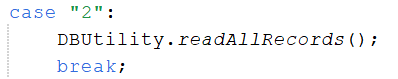 case "2":
    DBUtility.readAllRecords();
    break;